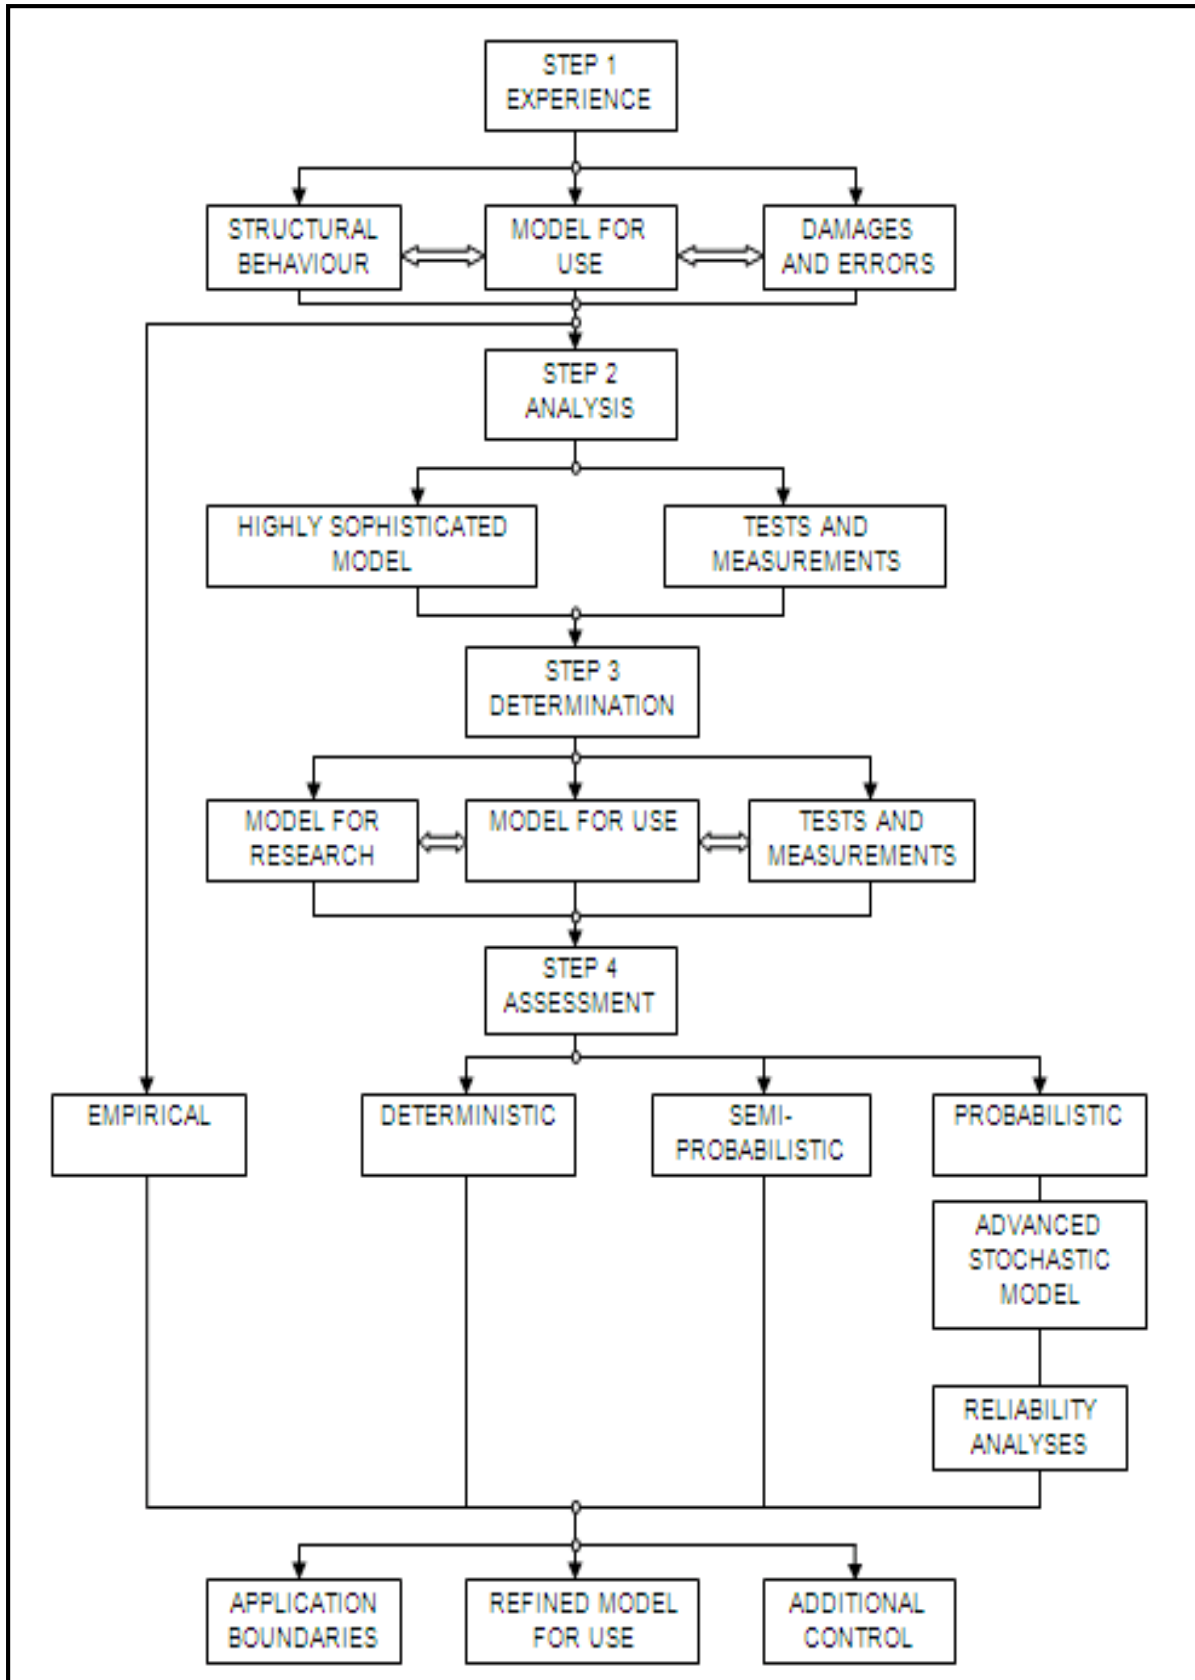 STEP 1
EXPERIENCE
STRUCTURAL
BEHAVIOUR
MODEL FOR
USE
DAMAGES
AND ERRORS
STEP 2
ANALYSIS
HIGHLY SOPHISTICATED
MODEL
TESTS AND
MEASUREMENTS
STEP 3
DETERMINATION
MODEL FOR
RESEARCH
MODEL FOR USE
TESTS AND
MEASUREMENTS
STEP 4
ASSESSMENT
EMPIRICAL
DETERMINISTIC
SEMI-
PROBABILISTIC
PROBABILISTIC
ADVANCED
STOCHASTIC
MODEL
RELIABILITY
ANALYSES
APPLICATION
BOUNDARIES
REFINED MODEL
FOR USE
ADDITIONAL
CONTROL